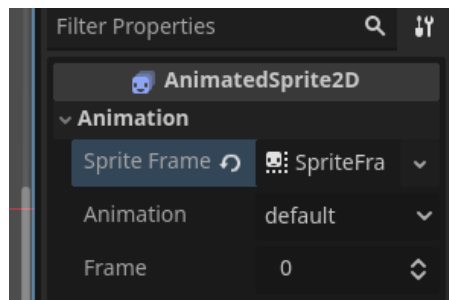 Filter Properties
AnimatedSprite2D
Animation
Sprite Frame SpriteFra
Animation default
Frame 0